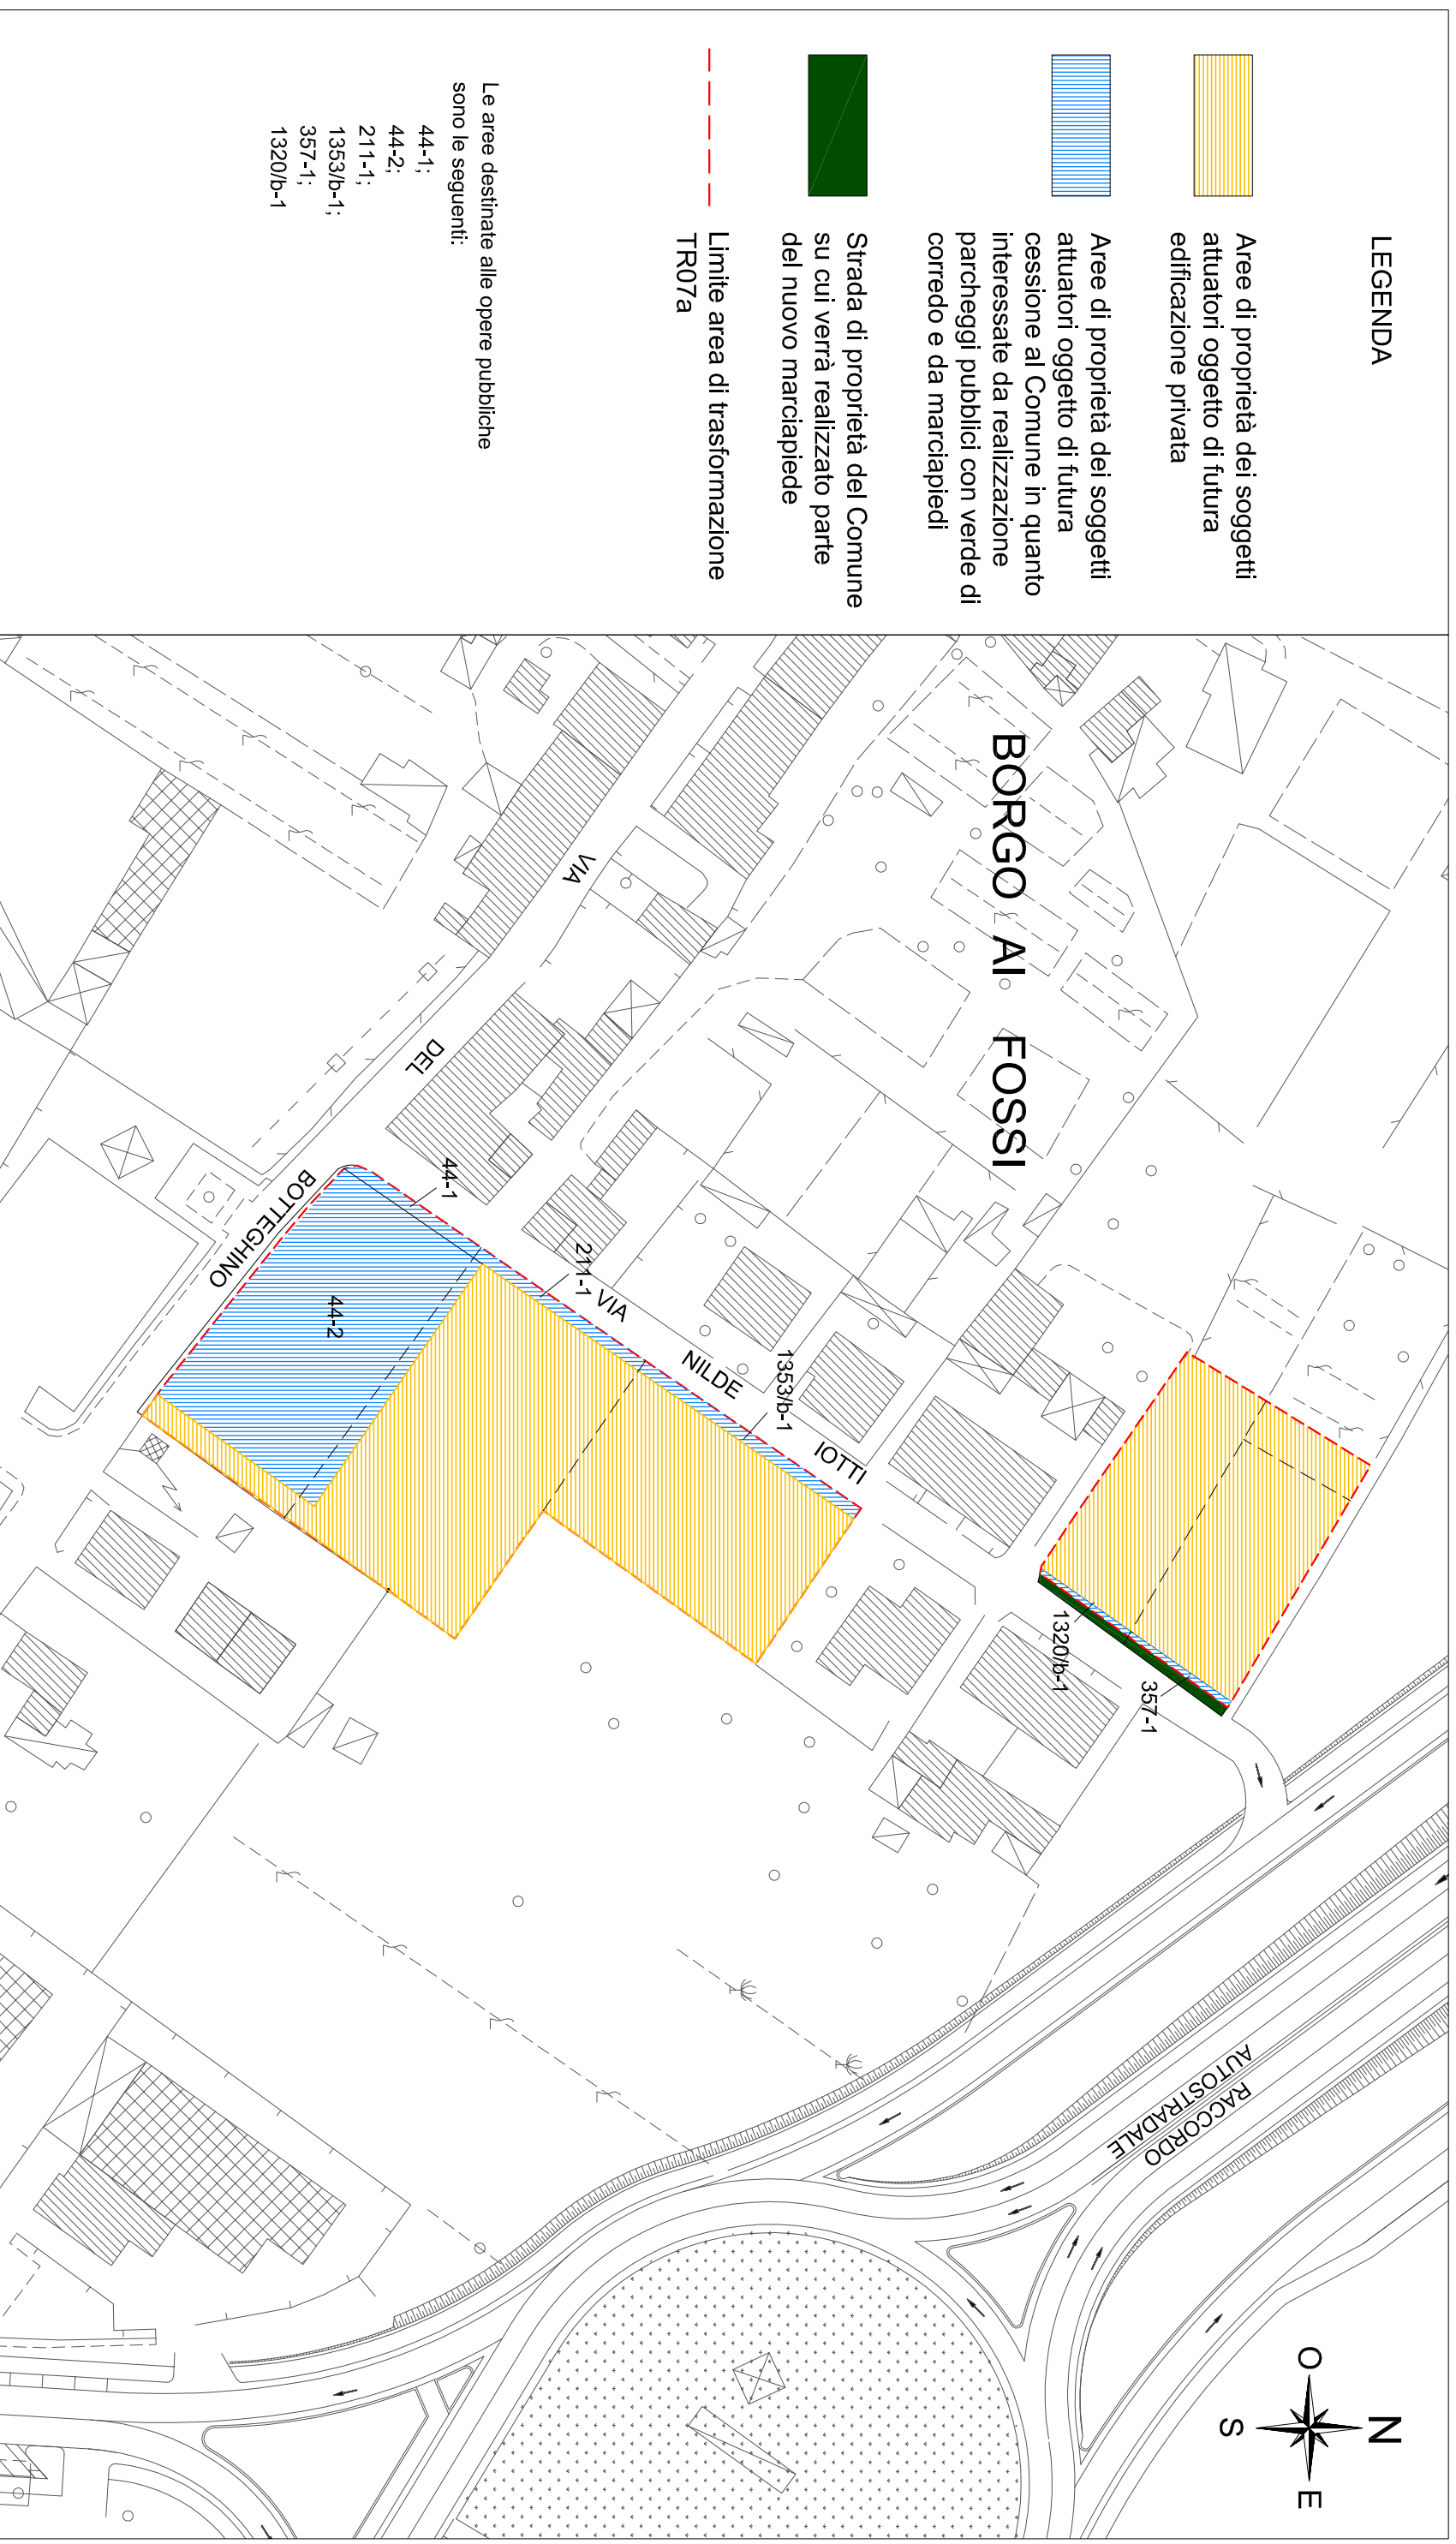 LEGENDA
Aree di proprietà dei soggetti
attuatori oggetto di futura
edificazione privata
Aree di proprietà dei soggetti
attuatori oggetto di futura
cessione al Comune in quanto
interessate da realizzazione
parcheggi pubblici con verde di
corredo e da marciapiedi
Strada di proprietà del Comune
su cui verrà realizzato parte
del nuovo marciapiede
Limite area di trasformazione
TR07a
Le aree destinate alle opere pubbliche
sono le seguenti:
44-1;
44-2;
211-1;
1353/b-1;
357-1;
1320/b-1
BORGO AI FOSSI
VIA
DEL
BOTTEGHINO
44-1
44-2
211-1
VIA
NILDE
IOTTI
1353/b-1
1320/b-1
357-1
RACCORDO
AUTOSTRADALE
N
O
E
S